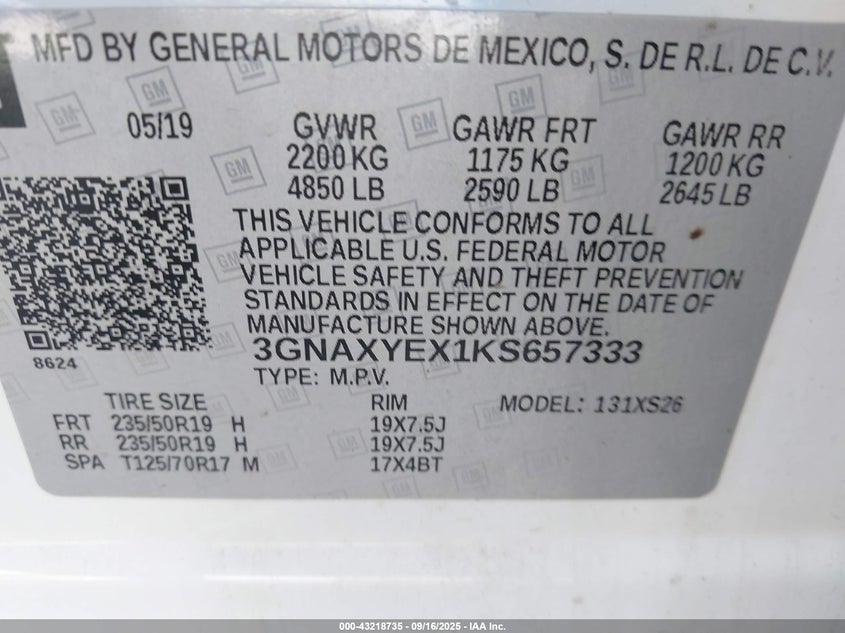 MFD BY GENERAL MOTORS DE MEXICO, S. DE R.L. DE C.V.
05/19 GVWR GAWR FRT GAWR RR
2200 KG 1175 KG 1200 KG
4850 LB 2590 LB 2645 LB
THIS VEHICLE CONFORMS TO ALL
APPLICABLE U.S. FEDERAL MOTOR
VEHICLE SAFETY AND THEFT PREVENTION
STANDARDS IN EFFECT ON THE DATE OF
MANUFACTURE SHOWN ABOVE.
3GNAXYEX1KS657333
8624
TYPE: M.P.V.
TIRE SIZE RIM MODEL: 131XS26
FRT 235/50R19 H 19X7.5J
RR 235/50R19 H 19X7.5J
SPA T125/70R17 M 17X4BT
GM
000-43218735 - 09/16/2025 - IAA Inc.